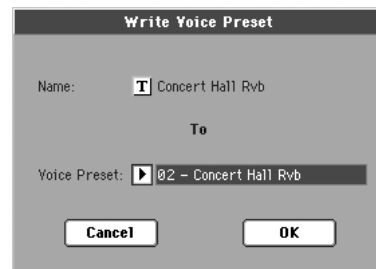 Write Voice Preset
Name: T Concert Hall Rvb
To
Voice Preset: 02 - Concert Hall Rvb
Cancel OK